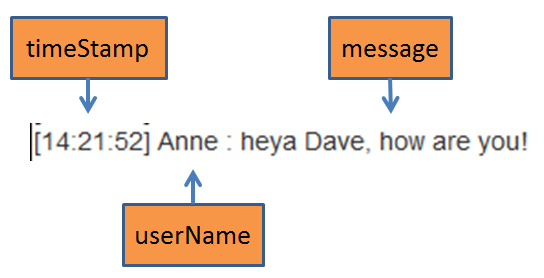 timeStamp
message
[14:21:52] Anne : heya Dave, how are you!
userName